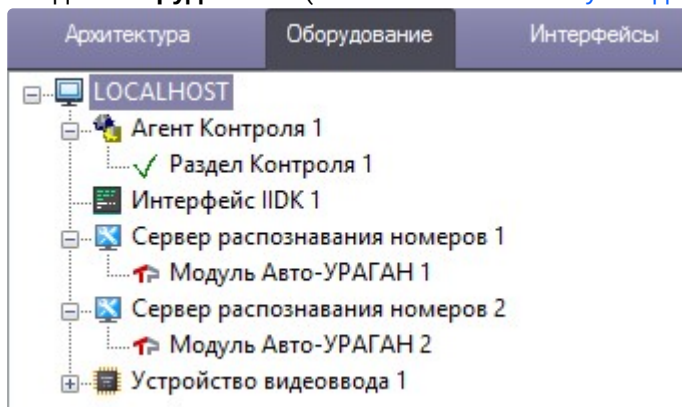 Архитектура Оборудование Интерфейсы
LOCALHOST
Агент Контроля 1
Раздел Контроля 1
Интерфейс IIDK 1
Сервер распознавания номеров 1
Модуль Авто-УРАГАН 1
Сервер распознавания номеров 2
Модуль Авто-УРАГАН 2
Устройство видеоввода 1